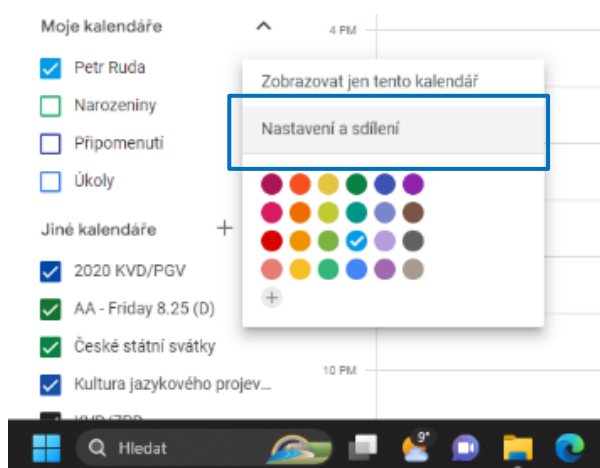 Moje kalendáře
4 PM
Petr Ruda
Zobrazovat jen tento kalendář
Narozeniny
Nastavení a sdílení
Připomenutí
Úkoly
Jiné kalendáře
2020 KVD/PGV
AA - Friday 8.25 (D)
České státní svátky
10 PM
Kultura jazykového projev...
Hledat
9°